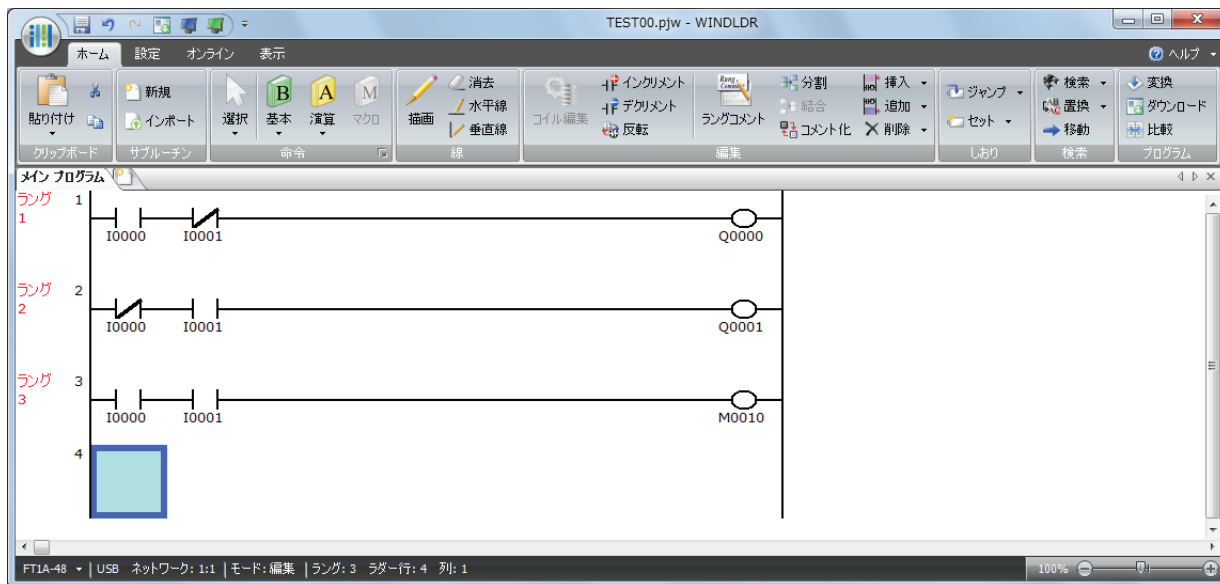 TEST00.pjw - WINDLDR
ホーム 設定 オンライン 表示 ヘルプ
貼り付け
クリップボード
新規
インポート
サブルーチン
選択 基本 演算 マクロ
命令
描画
消去
水平線
垂直線
線
コイル編集
インクリメント
デクリメント
反転
ラングコメント
分割
結合
コメント化
挿入
追加
削除
編集
ジャンプ
セット
しおり
検索
置換
移動
検索
変換
ダウンロード
比較
プログラム
メイン プログラム
ラング 1
1
I0000 I0001 Q0000
ラング 2
2
I0000 I0001 Q0001
ラング 3
3
I0000 I0001 M0010
4
FT1A-48 USB ネットワーク: 1:1 モード: 編集 ラング: 3 ラダー行: 4 列: 1 100%